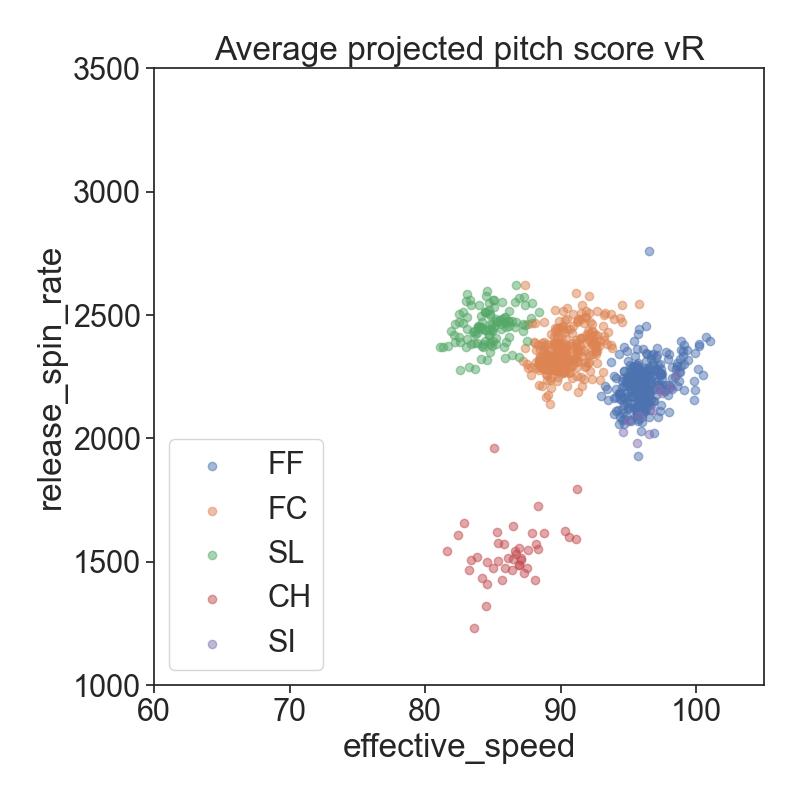 Average projected pitch score vR
3500
3000
2500
2000
1500
1000
release_spin_rate
FF
FC
SL
CH
SI
60
70
80
90
100
effective_speed